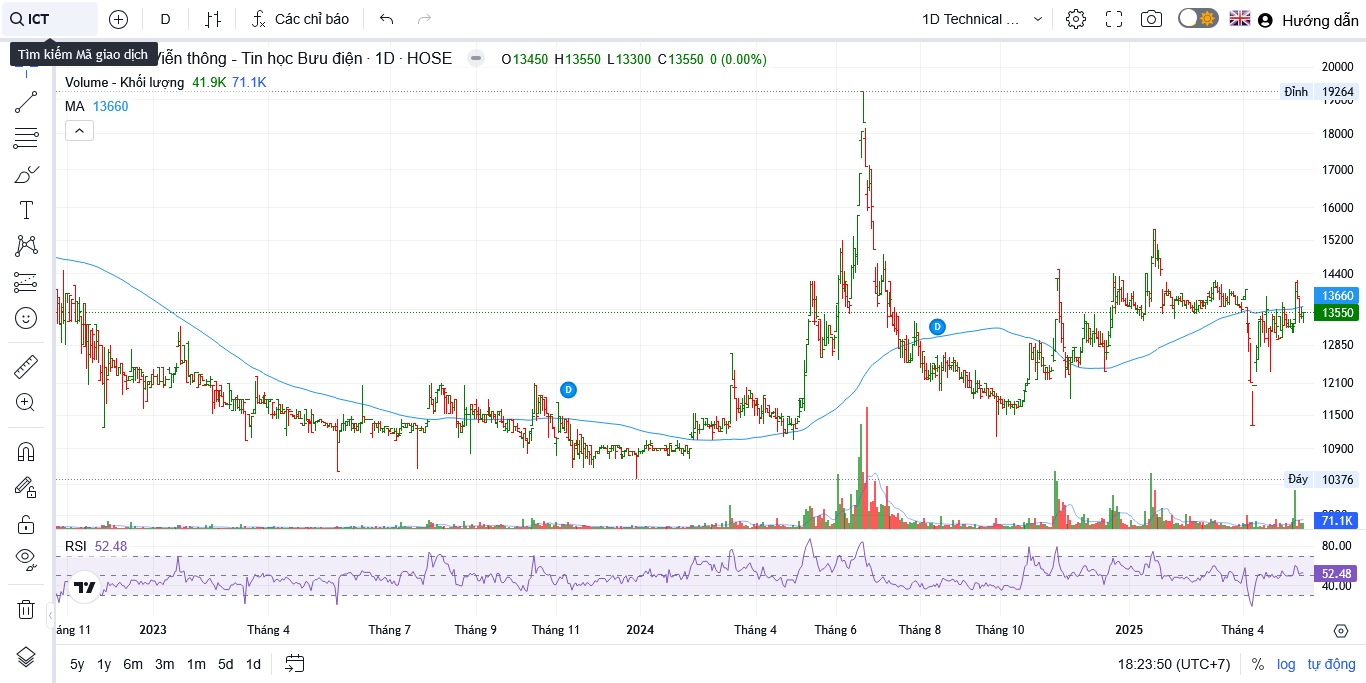 ICT
D
Các chỉ báo
1D Technical ...
Hướng dẫn
Tìm kiếm Mã giao dịch
Viễn thông - Tin học Bưu điện · 1D · HOSE
O13450 H13550 L13300 C13550 0 (0.00%)
Volume - Khối lượng 41.9K 71.1K
MA 13660
20000
Đỉnh 19264
19000
18000
17000
16000
15200
14400
13660
13550
12850
12100
11500
10900
Đáy 10376
71.1K
D
D
RSI 52.48
80.00
52.48
40.00
áng 11 2023 Tháng 4 Tháng 7 Tháng 9 Tháng 11 2024 Tháng 4 Tháng 6 Tháng 8 Tháng 10 2025 Tháng 4
5y 1y 6m 3m 1m 5d 1d
18:23:50 (UTC+7) % log tự động